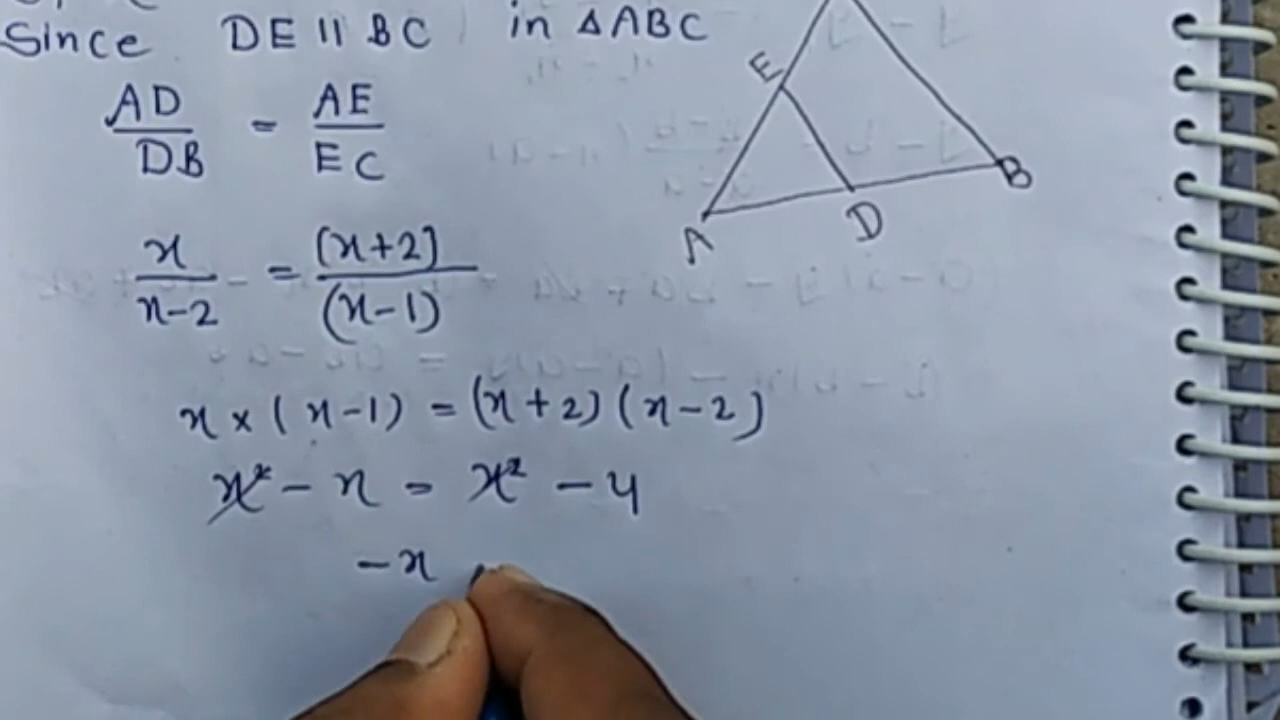 Since DE || BC in ΔABC
AD/DB = AE/EC
x/x-2 = (x+2)/(x-1)
x × (x-1) = (x+2)(x-2)
x² - x = x² - 4
-x
E
A
D
B